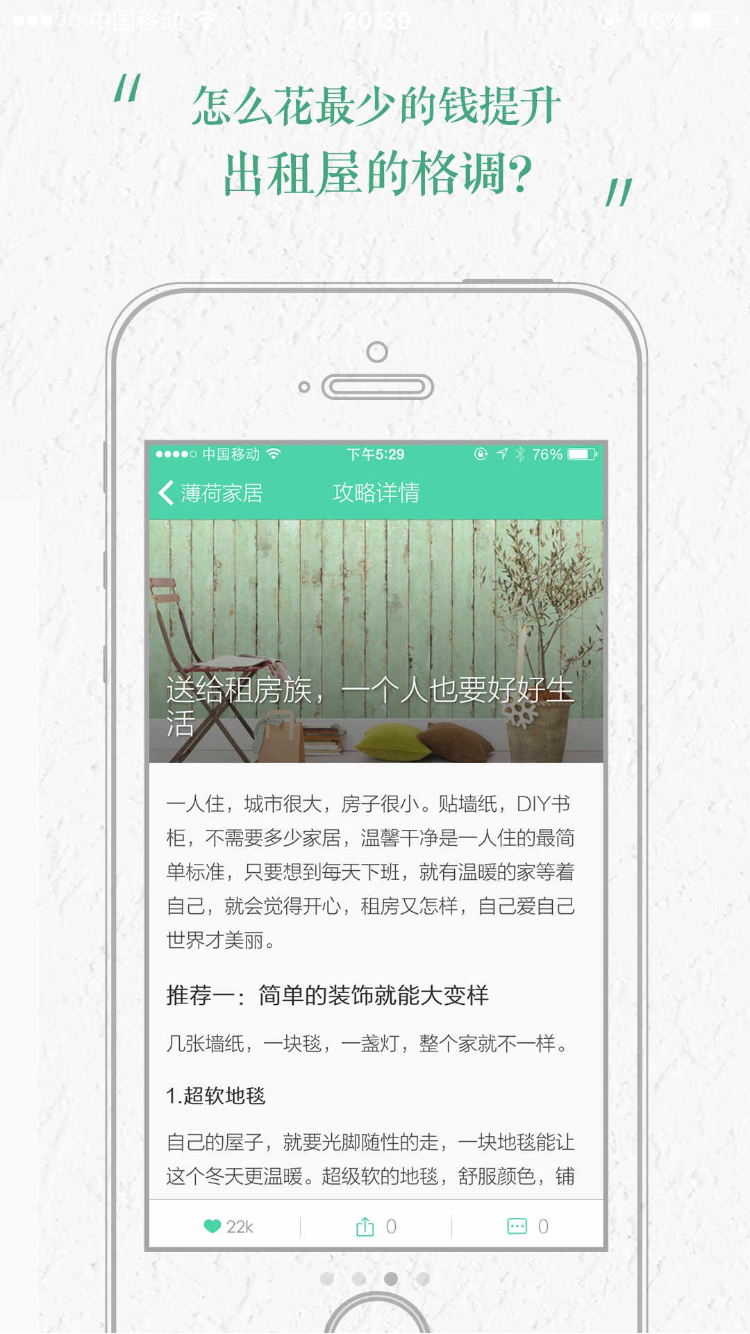 中国移动
20:39
46%
“
怎么花最少的钱提升
出租屋的格调?
”
中国移动
下午5:29
76%
薄荷家居
攻略详情
送给租房族，一个人也要好好生
活
一人住，城市很大，房子很小。贴墙纸，DIY书
柜，不需要多少家居，温馨干净是一人住的最简
单标准，只要想到每天下班，就有温暖的家等着
自己，就会觉得开心，租房又怎样，自己爱自己
世界才美丽。
推荐一：简单的装饰就能大变样
几张墙纸，一块毯，一盏灯，整个家就不一样。
1.超软地毯
自己的屋子，就要光脚随性的走，一块地毯能让
这个冬天更温暖。超级软的地毯，舒服颜色，铺
22k
0
0